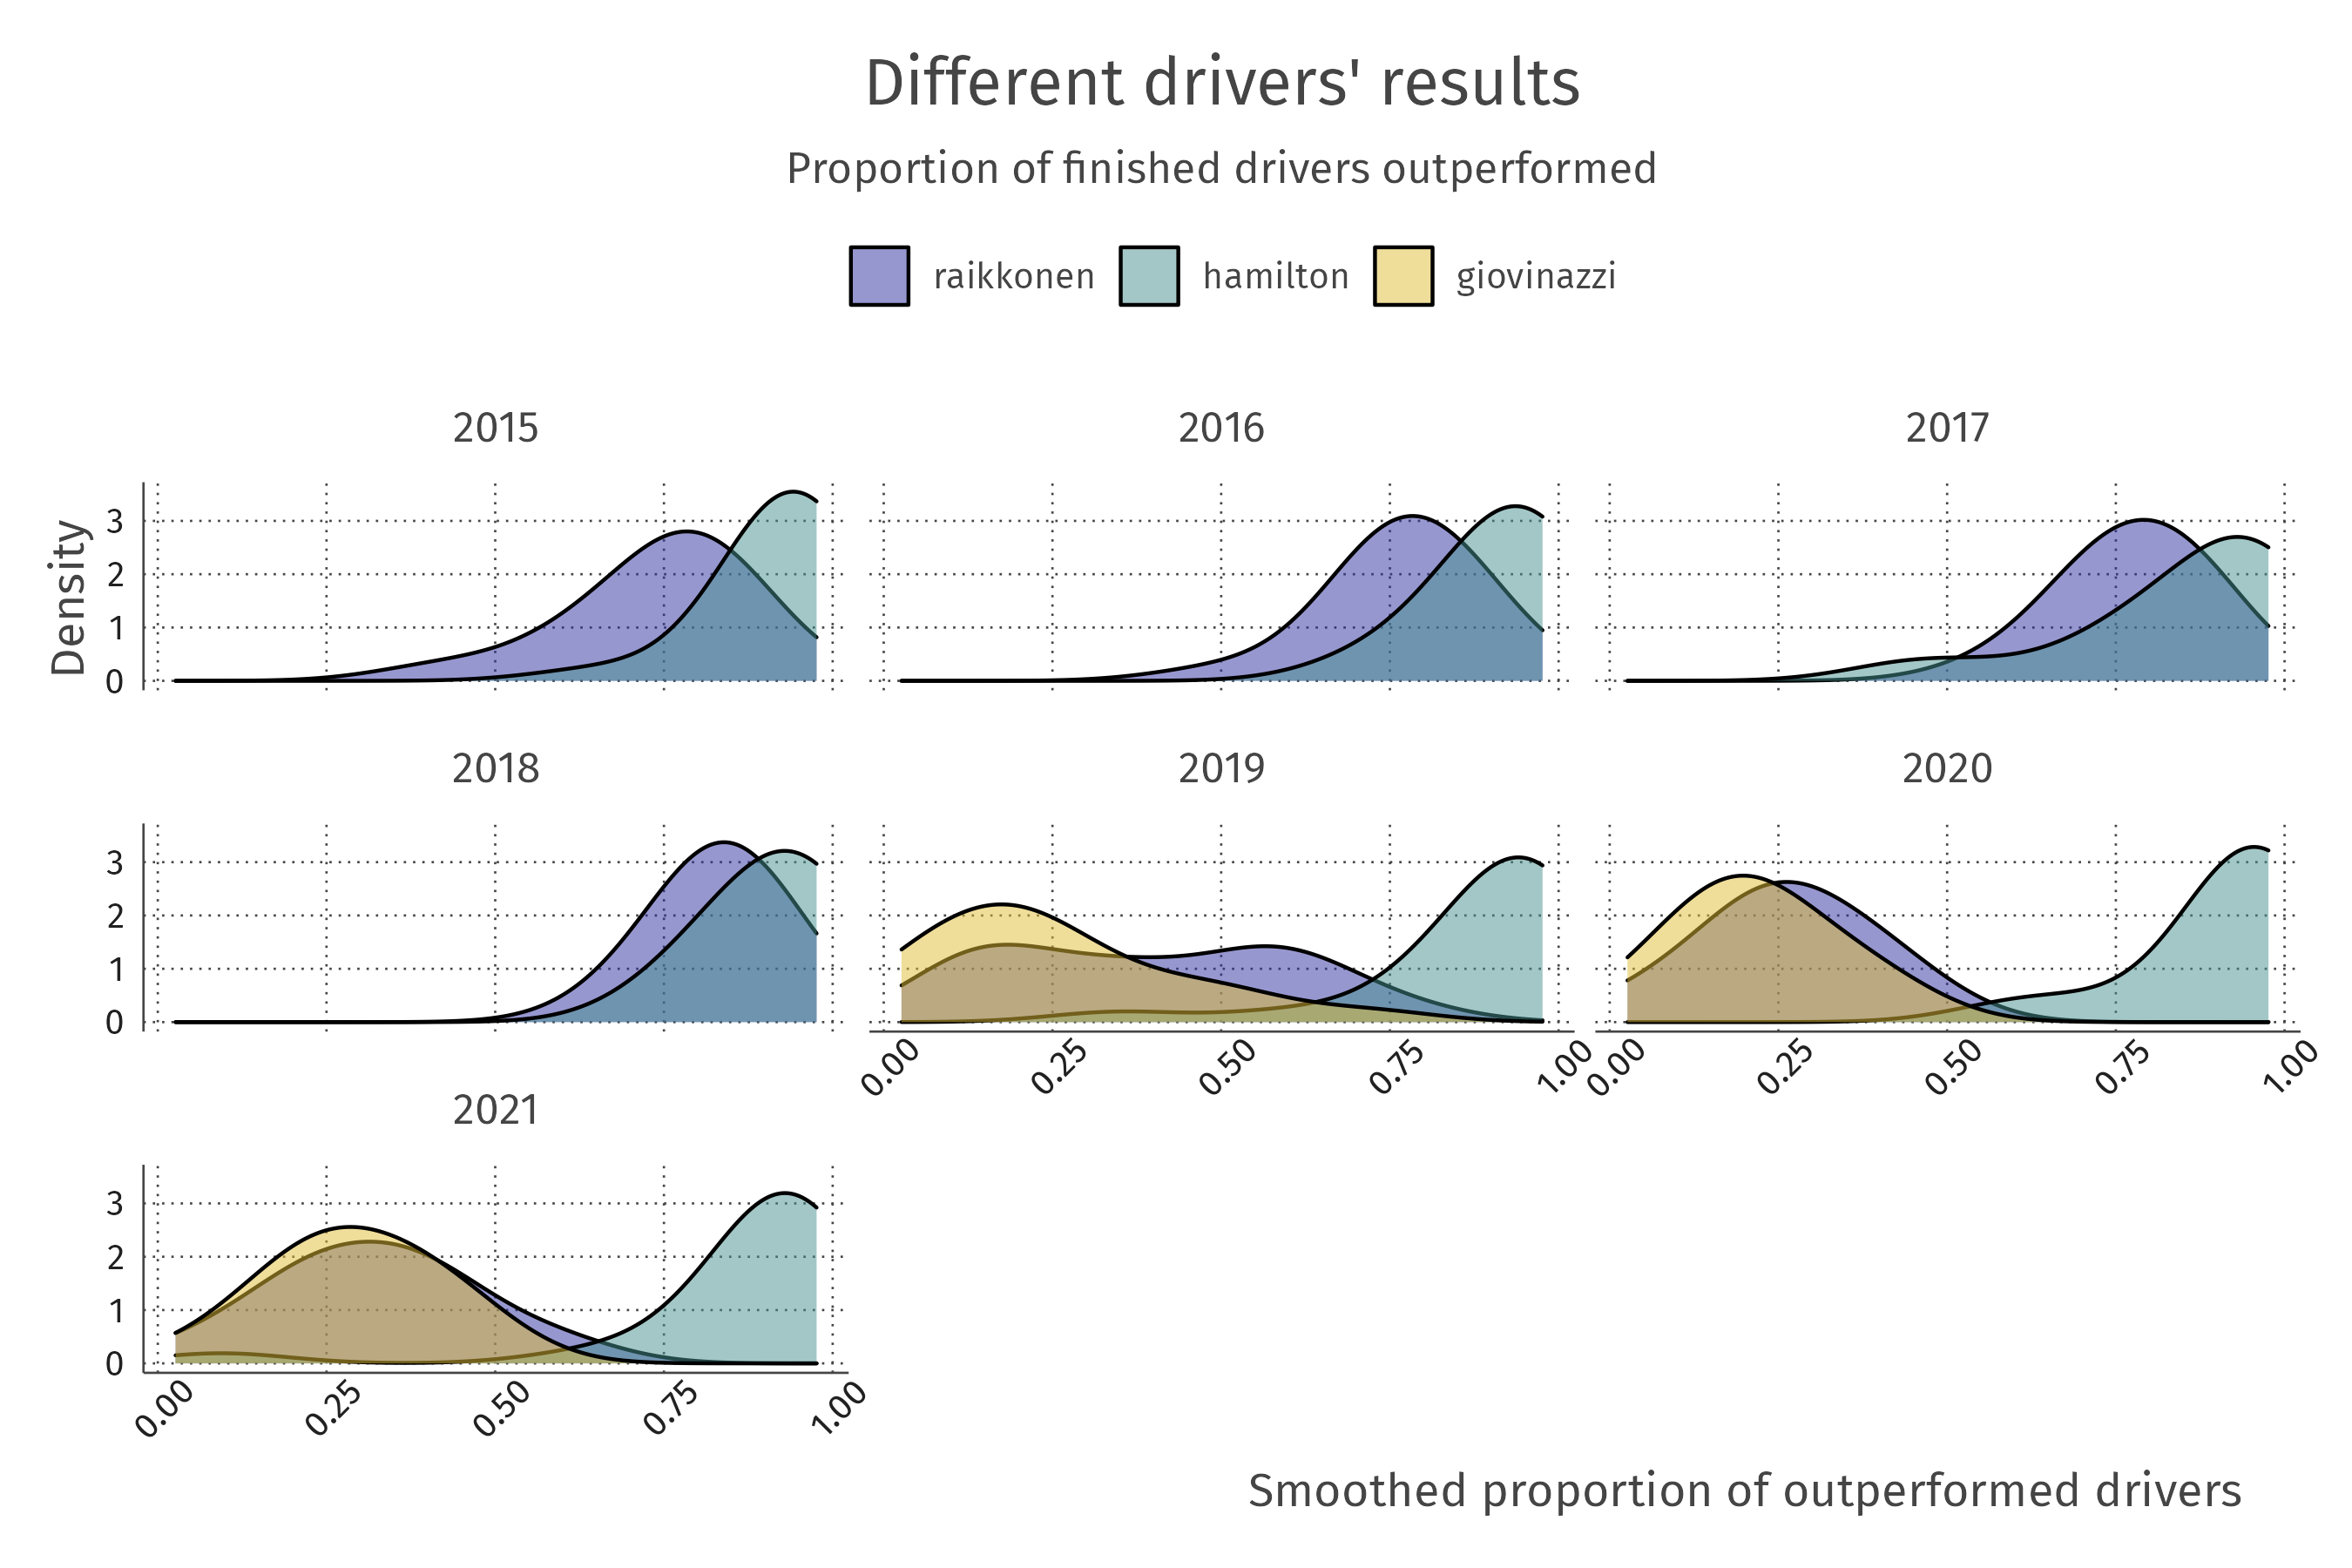 Different drivers' results
Proportion of finished drivers outperformed
raikkonen hamilton giovinazzi
2015 2016 2017
Density
3
2
1
0
2018 2019 2020
3
2
1
0
0.00 0.25 0.50 0.75 1.00 0.00 0.25 0.50 0.75 1.00
2021
3
2
1
0
0.00 0.25 0.50 0.75 1.00
Smoothed proportion of outperformed drivers